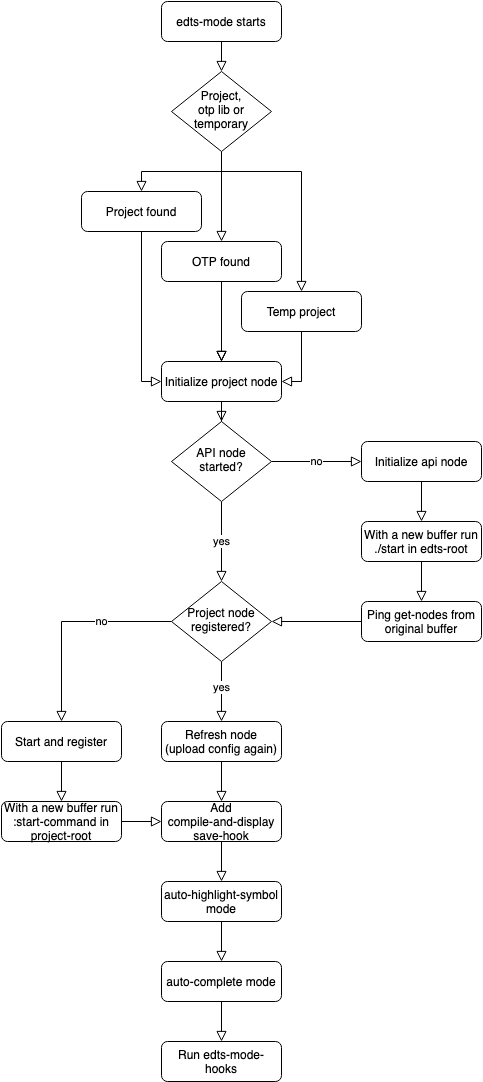 edts-mode starts
Project,
otp lib or
temporary
Project found
OTP found
Temp project
Initialize project node
API node
started?
no
Initialize api node
With a new buffer run
./start in edts-root
yes
Ping get-nodes from
original buffer
Project node
registered?
no
yes
Start and register
Refresh node
(upload config again)
With a new buffer run
:start-command in
project-root
Add
compile-and-display
save-hook
auto-highlight-symbol
mode
auto-complete mode
Run edts-mode-
hooks